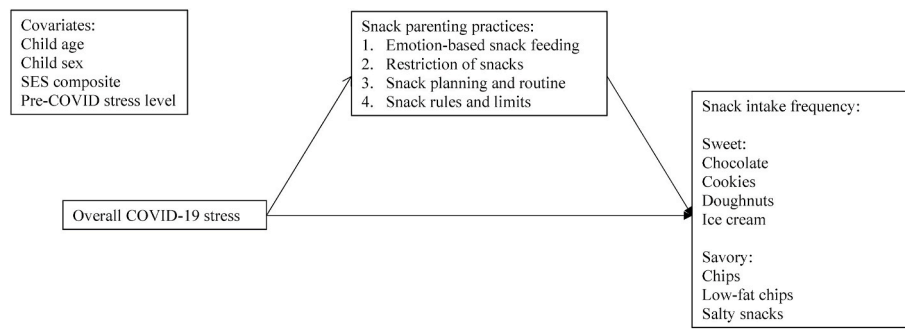 Covariates:
Child age
Child sex
SES composite
Pre-COVID stress level
Snack parenting practices:
1. Emotion-based snack feeding
2. Restriction of snacks
3. Snack planning and routine
4. Snack rules and limits
Overall COVID-19 stress
Snack intake frequency:
Sweet:
Chocolate
Cookies
Doughnuts
Ice cream
Savory:
Chips
Low-fat chips
Salty snacks